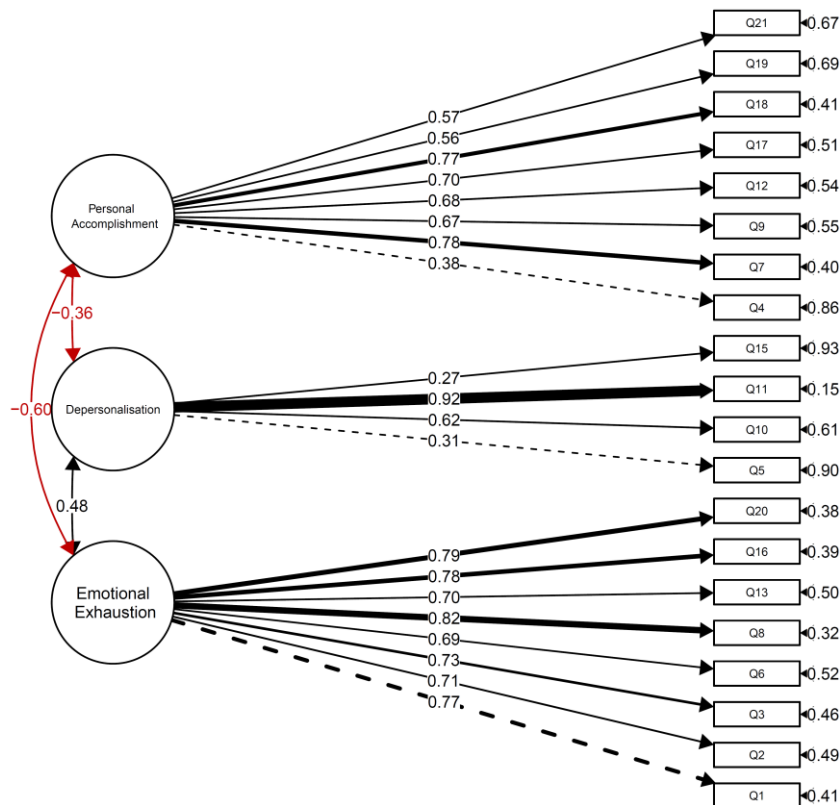 Q21 0.67
Q19 0.69
Q18 0.41
Q17 0.51
Q12 0.54
Q9 0.55
Q7 0.40
Q4 0.86
0.57
0.56
0.77
0.70
0.68
0.67
0.78
0.38
Personal
Accomplishment
−0.36
Q15 0.93
Q11 0.15
Q10 0.61
Q5 0.90
0.27
0.92
0.62
0.31
Depersonalisation
−0.60
0.48
Q20 0.38
Q16 0.39
Q13 0.50
Q8 0.32
Q6 0.52
Q3 0.46
Q2 0.49
Q1 0.41
0.79
0.78
0.70
0.82
0.69
0.73
0.71
0.77
Emotional
Exhaustion